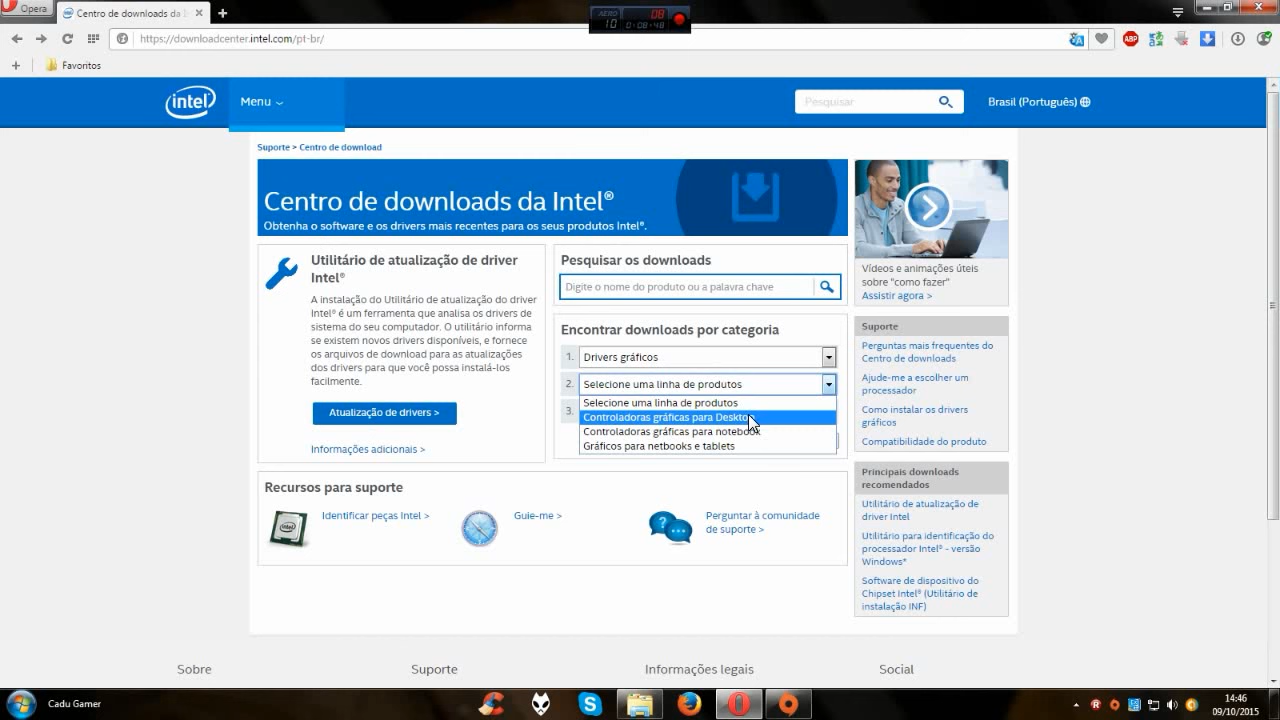 Opera
Centro de downloads da I
AERO
10
08
0:08:48
https://downloadcenter.intel.com/pt-br/
ABP
Favoritos
intel
Menu
Pesquisar
Brasil (Português)
Suporte > Centro de download
Centro de downloads da Intel®
Obtenha o software e os drivers mais recentes para os seus produtos Intel®.
Utilitário de atualização de driver
Intel®
A instalação do Utilitário de atualização do driver
Intel® é um ferramenta que analisa os drivers de
sistema do seu computador. O utilitário informa
se existem novos drivers disponíveis, e fornece
os arquivos de download para as atualizações
dos drivers para que você possa instalá-los
facilmente.
Atualização de drivers >
Informações adicionais >
Pesquisar os downloads
Digite o nome do produto ou a palavra chave
Encontrar downloads por categoria
1. Drivers gráficos
2. Selecione uma linha de produtos
3.
Selecione uma linha de produtos
Controladoras gráficas para Deskto
Controladoras gráficas para notebook
Gráficos para netbooks e tablets
Recursos para suporte
Identificar peças Intel >
Guie-me >
Perguntar à comunidade
de suporte >
Vídeos e animações úteis
sobre "como fazer"
Assistir agora >
Suporte
Perguntas mais frequentes do
Centro de downloads
Ajude-me a escolher um
processador
Como instalar os drivers
gráficos
Compatibilidade do produto
Principais downloads
recomendados
Utilitário de atualização de
driver Intel
Utilitário para identificação do
processador Intel® - versão
Windows*
Software de dispositivo do
Chipset Intel® (Utilitário de
instalação INF)
Sobre
Suporte
Informações legais
Social
Cadu Gamer
14:46
09/10/2015